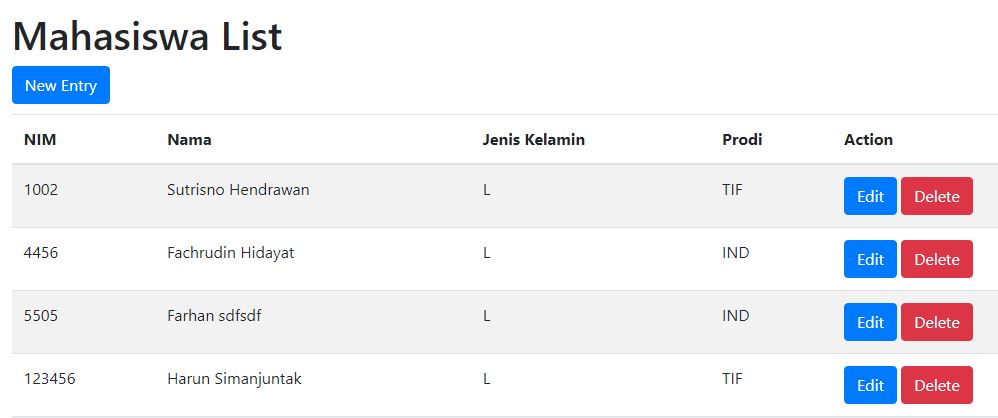 Mahasiswa List
New Entry
NIM Nama Jenis Kelamin Prodi Action
1002 Sutrisno Hendrawan L TIF Edit Delete
4456 Fachrudin Hidayat L IND Edit Delete
5505 Farhan sdfsdf L IND Edit Delete
123456 Harun Simanjuntak L TIF Edit Delete